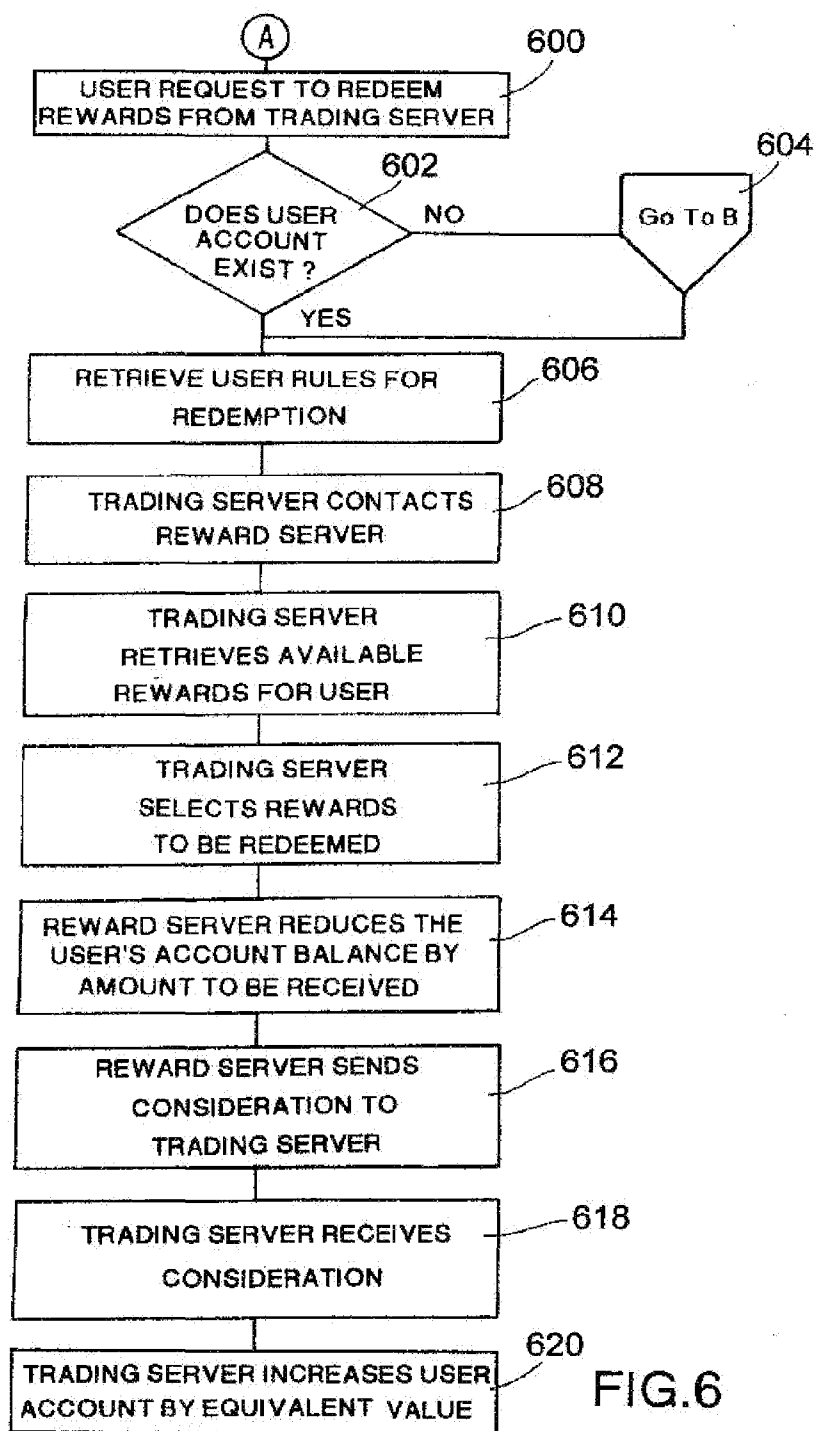 A
600
USER REQUEST TO REDEEM
REWARDS FROM TRADING SERVER
602
604
DOES USER
ACCOUNT
EXIST ?
NO
Go To B
YES
RETRIEVE USER RULES FOR
REDEMPTION
606
TRADING SERVER CONTACTS
REWARD SERVER
608
TRADING SERVER
RETRIEVES AVAILABLE
REWARDS FOR USER
610
TRADING SERVER
SELECTS REWARDS
TO BE REDEEMED
612
REWARD SERVER REDUCES THE
USER'S ACCOUNT BALANCE BY
AMOUNT TO BE RECEIVED
614
REWARD SERVER SENDS
CONSIDERATION TO
TRADING SERVER
616
TRADING SERVER RECEIVES
CONSIDERATION
618
TRADING SERVER INCREASES USER
ACCOUNT BY EQUIVALENT VALUE
620
FIG.6